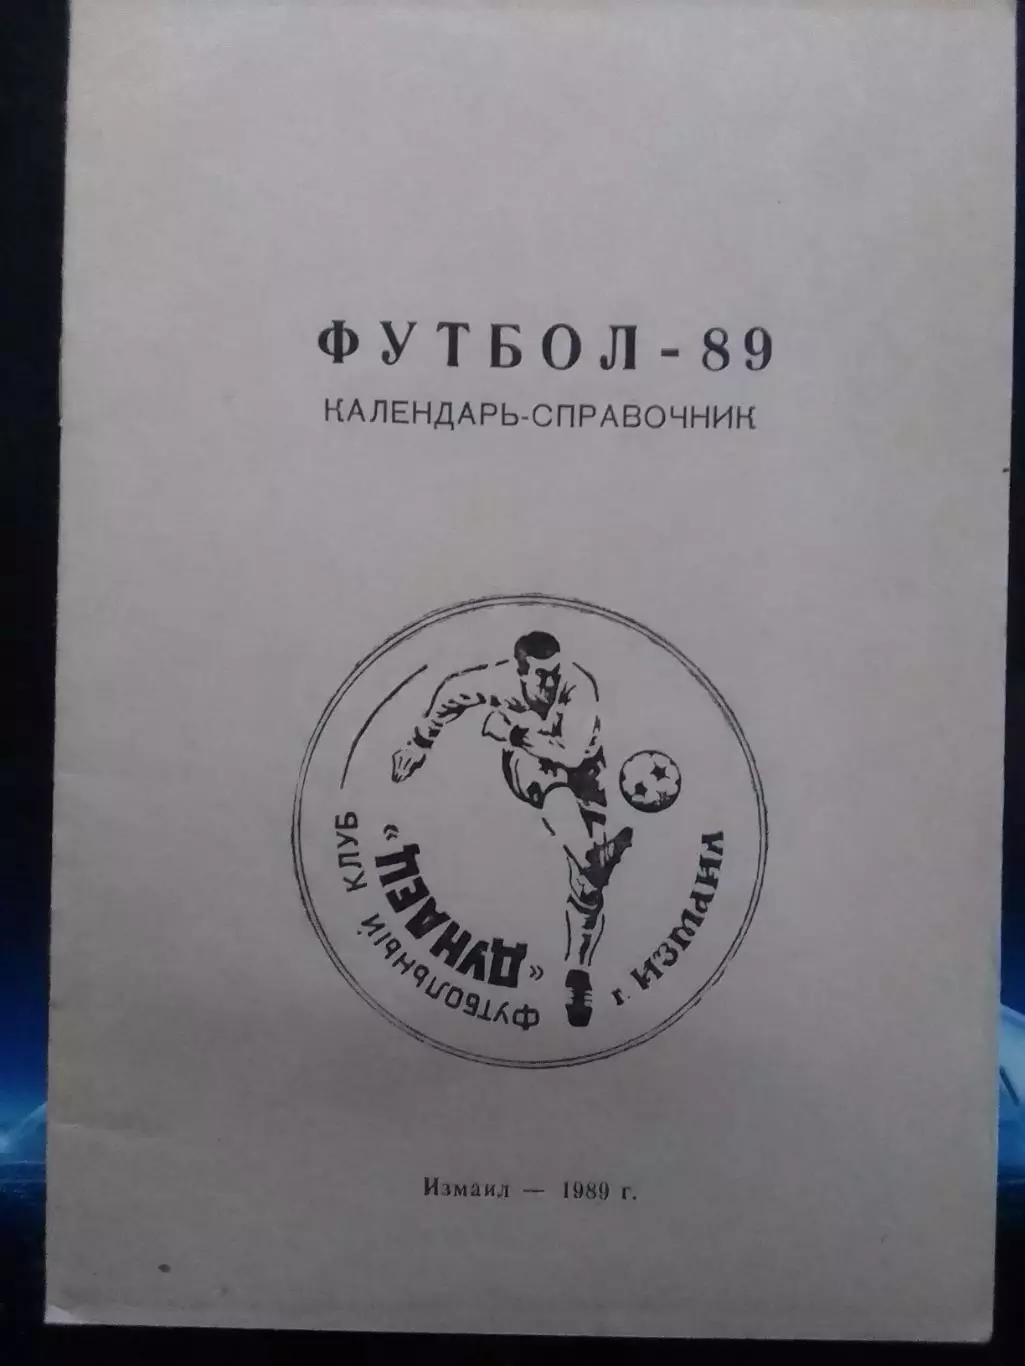 ФУТБОЛ - 89
КАЛЕНДАРЬ-СПРАВОЧНИК
ФУТБОЛЬНЫЙ КЛУБ
"ДУНАЕЦ"
г. ИЗМАИЛ
Измаил — 1989 г.